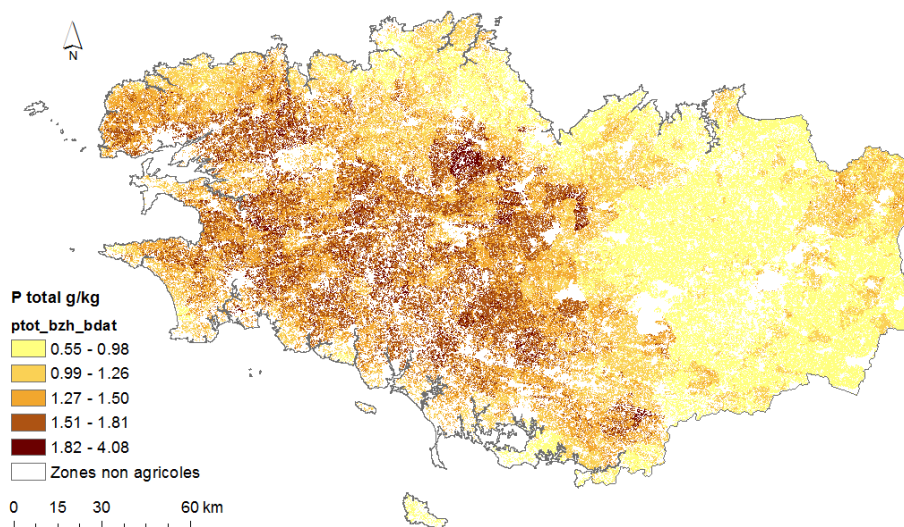 N
P total g/kg
ptot_bzh_bdat
0.55 - 0.98
0.99 - 1.26
1.27 - 1.50
1.51 - 1.81
1.82 - 4.08
Zones non agricoles
0 15 30 60 km